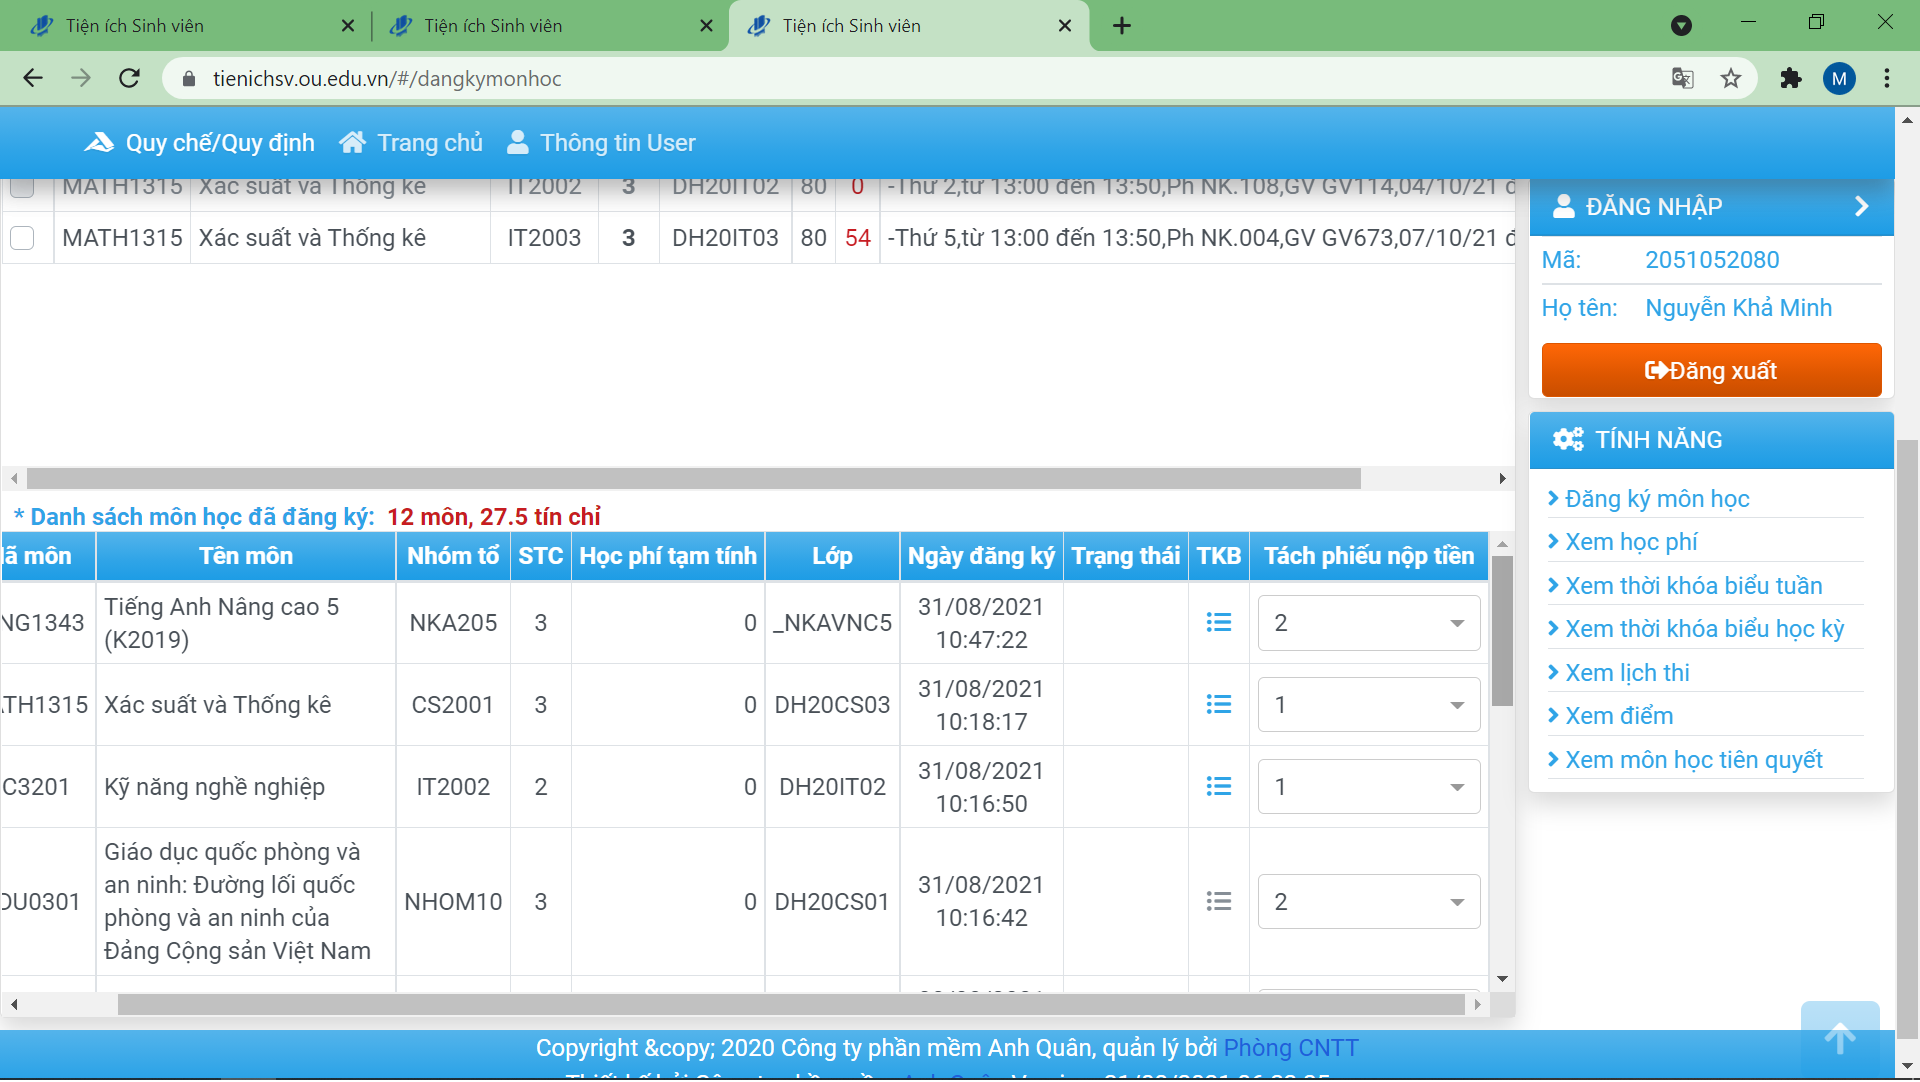 Tiện ích Sinh viên Tiện ích Sinh viên Tiện ích Sinh viên
tienichsv.ou.edu.vn/#/dangkymonhoc M
Quy chế/Quy định Trang chủ Thông tin User
MATH1315 Xác suất và Thống kê IT2002 3 DH20IT02 80 0 -Thứ 2,từ 13:00 đến 13:50,Ph NK.108,GV GV114,04/10/21
MATH1315 Xác suất và Thống kê IT2003 3 DH20IT03 80 54 -Thứ 5,từ 13:00 đến 13:50,Ph NK.004,GV GV673,07/10/21
* Danh sách môn học đã đăng ký: 12 môn, 27.5 tín chỉ
môn Tên môn Nhóm tổ STC Học phí tạm tính Lớp Ngày đăng ký Trạng thái TKB Tách phiếu nộp tiền
NG1343 Tiếng Anh Nâng cao 5 (K2019) NKA205 3 0 _NKAVNC5 31/08/2021 10:47:22 2
TH1315 Xác suất và Thống kê CS2001 3 0 DH20CS03 31/08/2021 10:18:17 1
C3201 Kỹ năng nghề nghiệp IT2002 2 0 DH20IT02 31/08/2021 10:16:50 1
DU0301 Giáo dục quốc phòng và an ninh: Đường lối quốc phòng và an ninh của Đảng Cộng sản Việt Nam NHOM10 3 0 DH20CS01 31/08/2021 10:16:42 2
ĐĂNG NHẬP
Mã: 2051052080
Họ tên: Nguyễn Khả Minh
Đăng xuất
TÍNH NĂNG
Đăng ký môn học
Xem học phí
Xem thời khóa biểu tuần
Xem thời khóa biểu học kỳ
Xem lịch thi
Xem điểm
Xem môn học tiên quyết
Copyright &copy; 2020 Công ty phần mềm Anh Quân, quản lý bởi Phòng CNTT